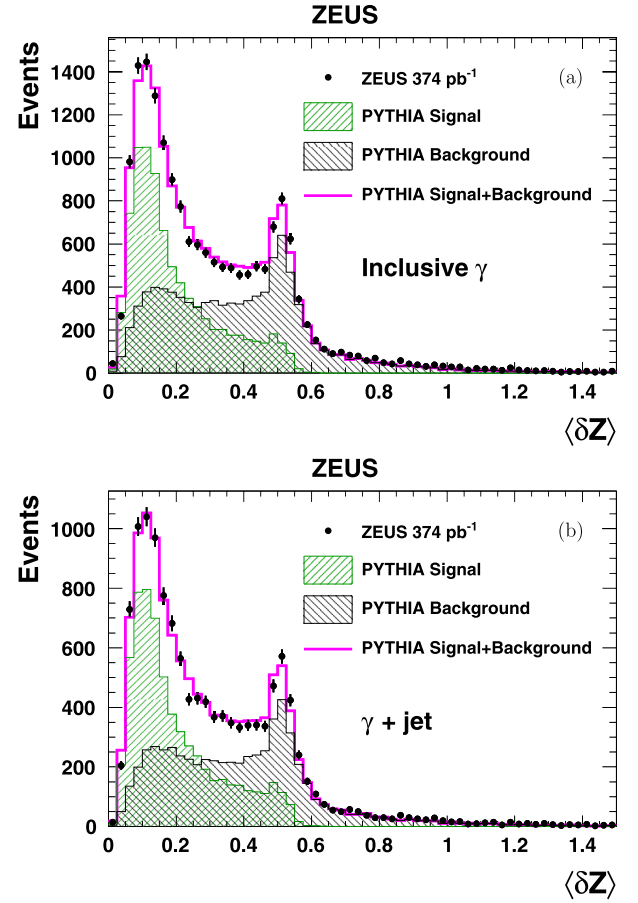 ZEUS
Events
1400
1200
1000
800
600
400
200
0
ZEUS 374 pb⁻¹
(a)
PYTHIA Signal
PYTHIA Background
PYTHIA Signal+Background
Inclusive γ
0 0.2 0.4 0.6 0.8 1 1.2 1.4
⟨δZ⟩
ZEUS
Events
1000
800
600
400
200
0
ZEUS 374 pb⁻¹
(b)
PYTHIA Signal
PYTHIA Background
PYTHIA Signal+Background
γ + jet
0 0.2 0.4 0.6 0.8 1 1.2 1.4
⟨δZ⟩